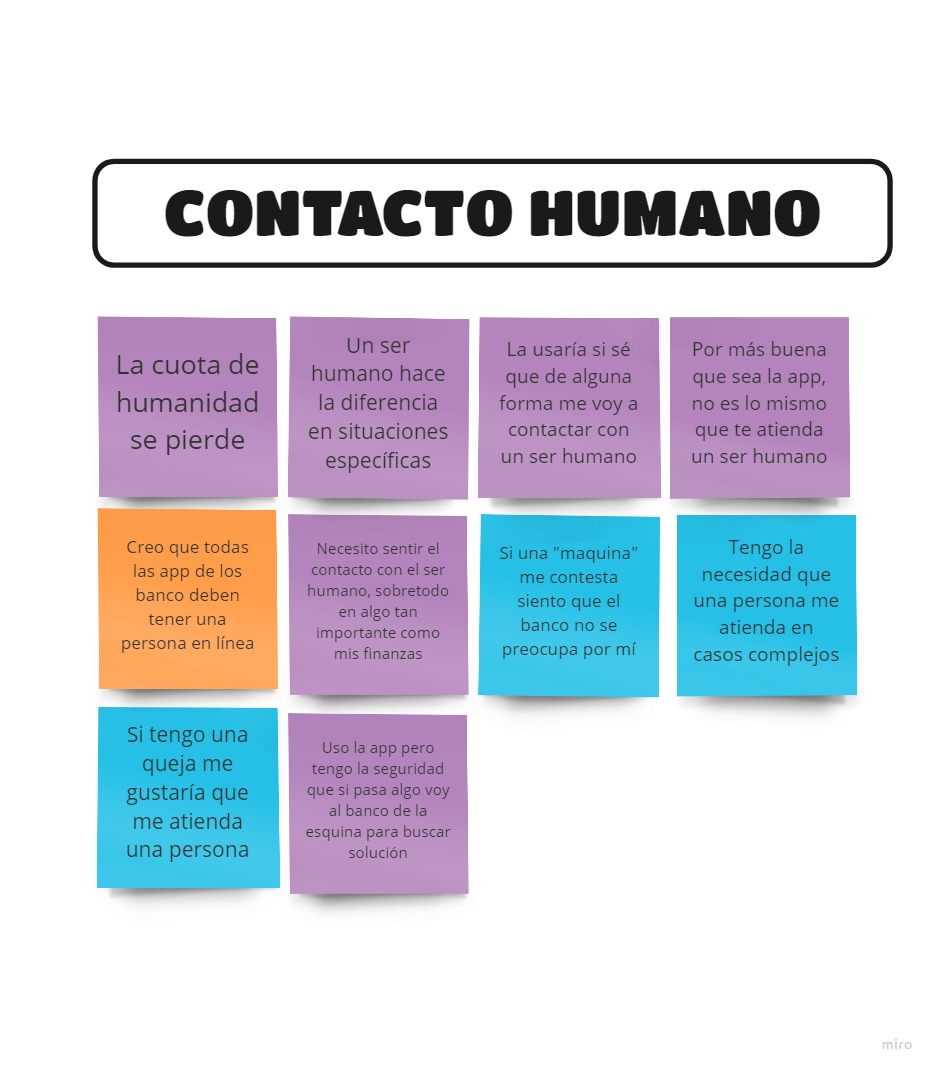 CONTACTO HUMANO
La cuota de
humanidad
se pierde
Un ser
humano hace
la diferencia
en situaciones
específicas
La usaría si sé
que de alguna
forma me voy a
contactar con
un ser humano
Por más buena
que sea la app,
no es lo mismo
que te atienda
un ser humano
Creo que todas
las app de los
banco deben
tener una
persona en línea
Necesito sentir el
contacto con el ser
humano, sobretodo
en algo tan
importante como
mis finanzas
Si una "maquina"
me contesta
siento que el
banco no se
preocupa por mí
Tengo la
necesidad que
una persona me
atienda en
casos complejos
Si tengo una
queja me
gustaría que
me atienda
una persona
Uso la app pero
tengo la seguridad
que si pasa algo voy
al banco de la
esquina para buscar
solución
miro